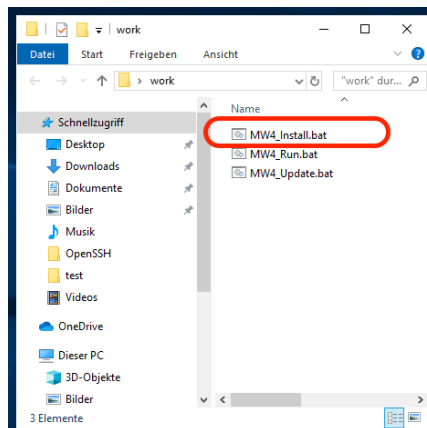 work
Datei Start Freigeben Ansicht
work "work" dur...
Name
Schnellzugriff
Desktop
Downloads
Dokumente
Bilder
Musik
OpenSSH
test
Videos
OneDrive
Dieser PC
3D-Objekte
Bilder
MW4_Install.bat
MW4_Run.bat
MW4_Update.bat
3 Elemente